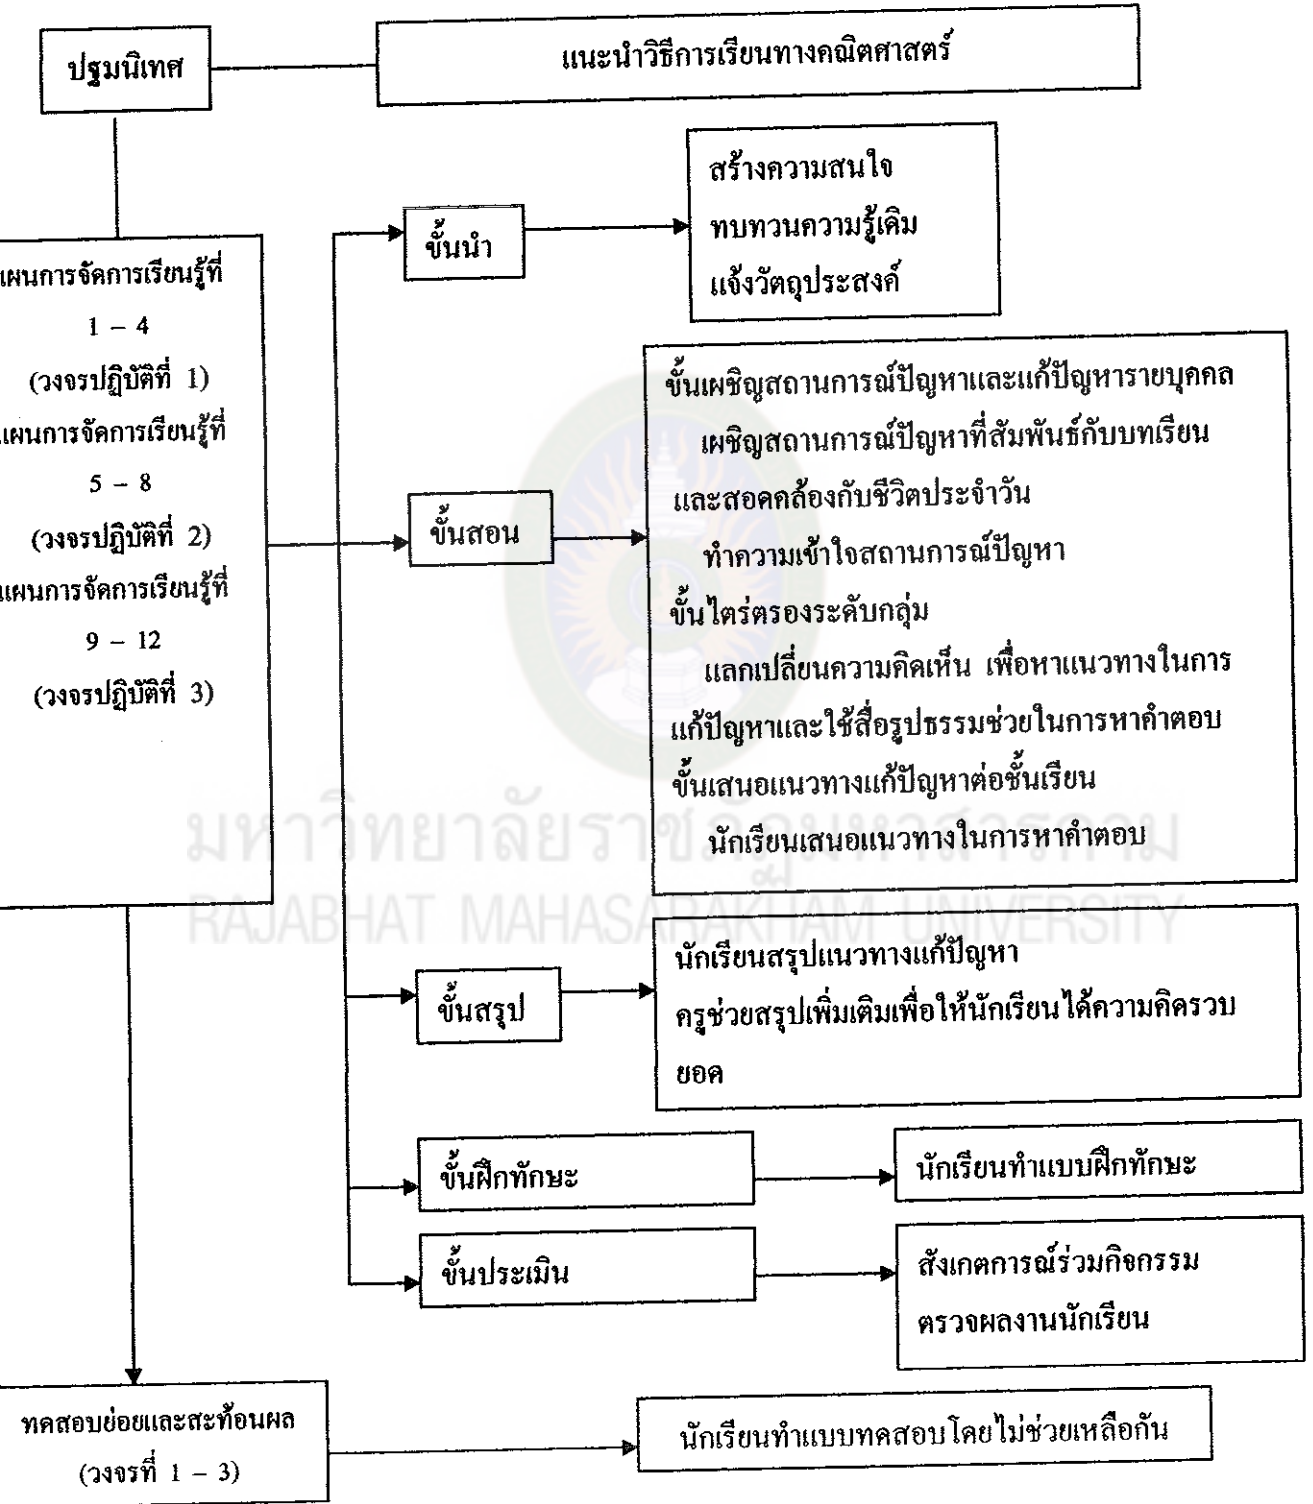 ปฐมนิเทศ
แนะนำวิธีการเรียนทางคณิตศาสตร์
แผนการจัดการเรียนรู้ที่
1 – 4
(วงจรปฏิบัติที่ 1)
แผนการจัดการเรียนรู้ที่
5 – 8
(วงจรปฏิบัติที่ 2)
แผนการจัดการเรียนรู้ที่
9 – 12
(วงจรปฏิบัติที่ 3)
ขั้นนำ
สร้างความสนใจ
ทบทวนความรู้เดิม
แจ้งวัตถุประสงค์
ขั้นสอน
ขั้นเผชิญสถานการณ์ปัญหาและแก้ปัญหารายบุคคล
เผชิญสถานการณ์ปัญหาที่สัมพันธ์กับบทเรียน
และสอดคล้องกับชีวิตประจำวัน
ทำความเข้าใจสถานการณ์ปัญหา
ขั้นไตร่ตรองระดับกลุ่ม
แลกเปลี่ยนความคิดเห็น เพื่อหาแนวทางในการ
แก้ปัญหาและใช้สื่อรูปธรรมช่วยในการหาคำตอบ
ขั้นเสนอแนวทางแก้ปัญหาต่อชั้นเรียน
นักเรียนเสนอแนวทางในการหาคำตอบ
มหาวิทยาลัยราชภัฏมหาสารคาม
RAJABHAT MAHASARAKHAM UNIVERSITY
ขั้นสรุป
นักเรียนสรุปแนวทางแก้ปัญหา
ครูช่วยสรุปเพิ่มเติมเพื่อให้นักเรียนได้ความคิดรวบ
ยอด
ขั้นฝึกทักษะ
นักเรียนทำแบบฝึกทักษะ
ขั้นประเมิน
สังเกตการณ์ร่วมกิจกรรม
ตรวจผลงานนักเรียน
ทดสอบย่อยและสะท้อนผล
(วงจรที่ 1 – 3)
นักเรียนทำแบบทดสอบโดยไม่ช่วยเหลือกัน